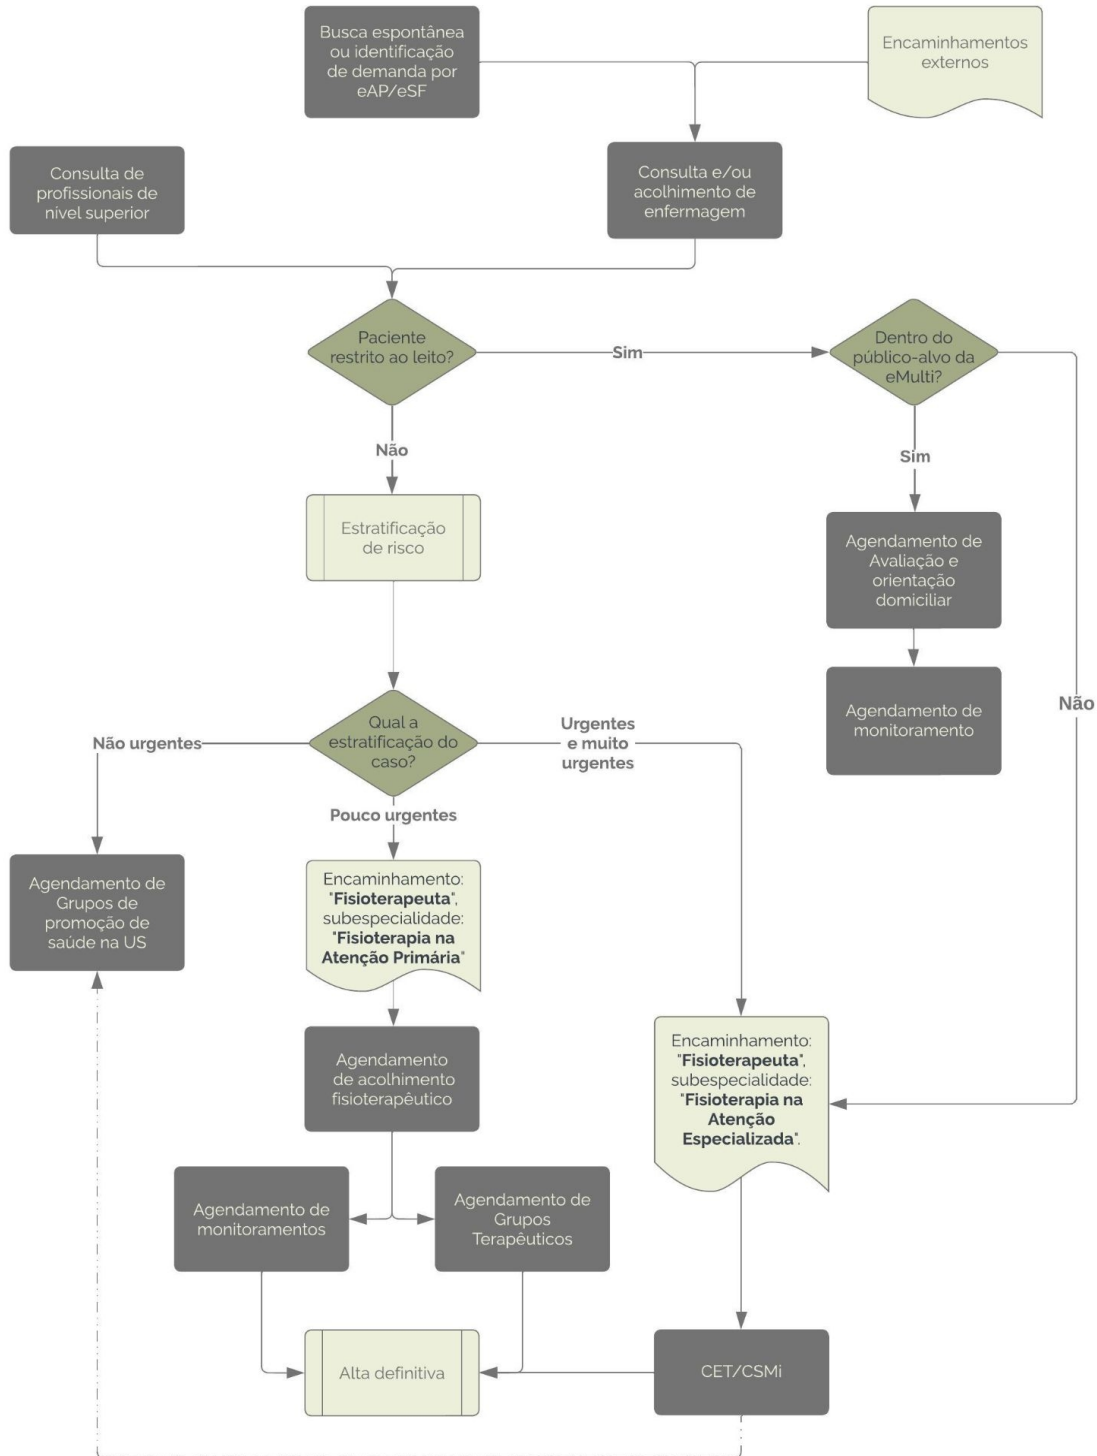 Busca espontânea
ou identificação
de demanda por
eAP/eSF
Encaminhamentos
externos
Consulta de
profissionais de
nivel superior
Consulta e/ou
acolhimento de
enfermagem
Paciente
restrito ao leito?
Sim
Dentro do
público-alvo da
eMulti?
Não
Sim
Estratificação
de risco
Agendamento de
Avaliação e
orientação
domiciliar
Agendamento de
monitoramento
Não
Qual a
estratificação do
caso?
Não urgentes
Urgentes
e muito
urgentes
Pouco urgentes
Agendamento de
Grupos de
promoção de
saúde na US
Encaminhamento:
"Fisioterapeuta",
subespecialidade:
"Fisioterapia na
Atenção Primária"
Agendamento
de acolhimento
fisioterapêutico
Encaminhamento:
"Fisioterapeuta",
subespecialidade:
"Fisioterapia na
Atenção
Especializada".
Agendamento de
monitoramentos
Agendamento de
Grupos
Terapêuticos
Alta definitiva
CET/CSMi